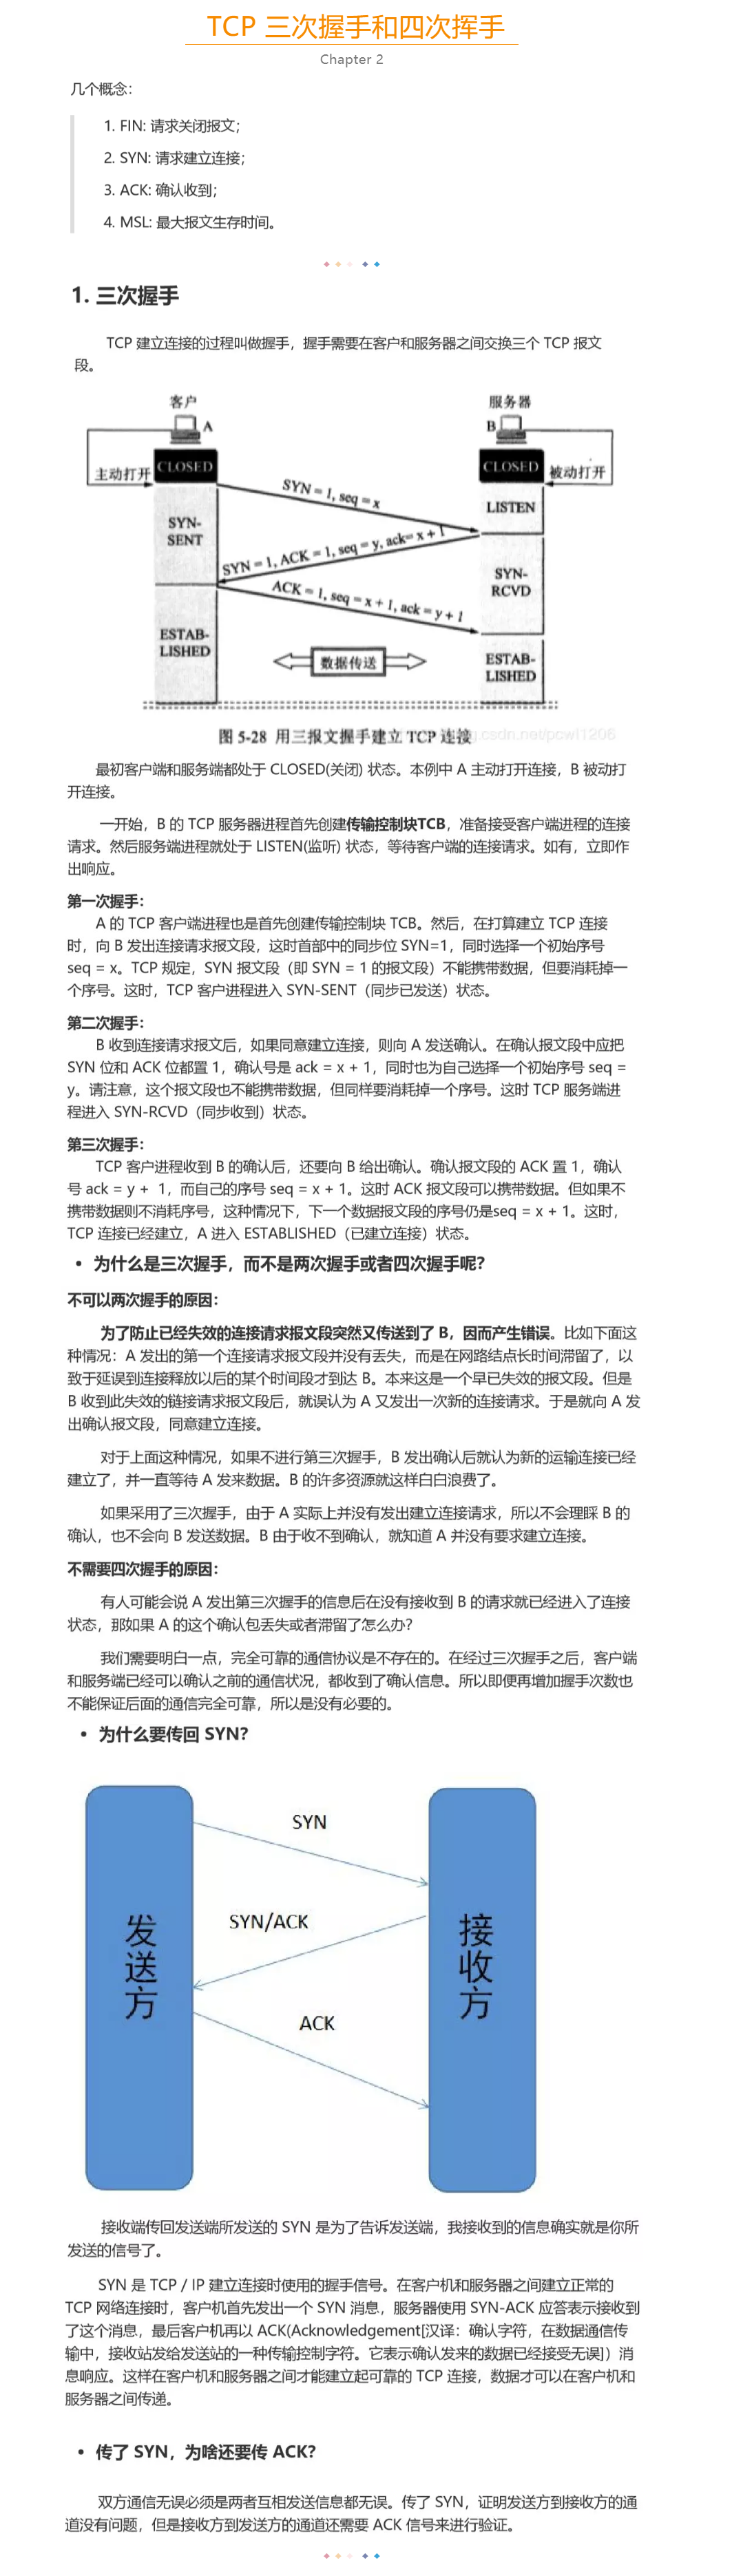 TCP 三次握手和四次挥手
Chapter 2
几个概念：
1. FIN: 请求关闭报文；
2. SYN: 请求建立连接；
3. ACK: 确认收到；
4. MSL: 最大报文生存时间。
1. 三次握手
TCP 建立连接的过程叫做握手，握手需要在客户和服务器之间交换三个 TCP 报文
段。
客户
服务器
A
B
主动打开
CLOSED
CLOSED
被动打开
SYN = 1, seq = x
LISTEN
SYN-
SENT
SYN = 1, ACK = 1, seq = y, ack= x + 1
SYN-
RCVD
ACK = 1, seq = x + 1, ack = y + 1
ESTAB-
LISHED
数据传送
ESTAB-
LISHED
图 5-28 用三报文握手建立 TCP 连接
csdn.net/pcwl1206
最初客户端和服务端都处于 CLOSED(关闭) 状态。本例中 A 主动打开连接，B 被动打
开连接。
一开始，B 的 TCP 服务器进程首先创建传输控制块TCB，准备接受客户端进程的连接
请求。然后服务端进程就处于 LISTEN(监听) 状态，等待客户端的连接请求。如有，立即作
出响应。
第一次握手：
A 的 TCP 客户端进程也是首先创建传输控制块 TCB。然后，在打算建立 TCP 连接
时，向 B 发出连接请求报文段，这时首部中的同步位 SYN=1，同时选择一个初始序号
seq = x。TCP 规定，SYN 报文段（即 SYN = 1 的报文段）不能携带数据，但要消耗掉一
个序号。这时，TCP 客户进程进入 SYN-SENT（同步已发送）状态。
第二次握手：
B 收到连接请求报文后，如果同意建立连接，则向 A 发送确认。在确认报文段中应把
SYN 位和 ACK 位都置 1，确认号是 ack = x + 1，同时也为自己选择一个初始序号 seq =
y。请注意，这个报文段也不能携带数据，但同样要消耗掉一个序号。这时 TCP 服务端进
程进入 SYN-RCVD（同步收到）状态。
第三次握手：
TCP 客户进程收到 B 的确认后，还要向 B 给出确认。确认报文段的 ACK 置 1，确认
号 ack = y + 1，而自己的序号 seq = x + 1。这时 ACK 报文段可以携带数据。但如果不
携带数据则不消耗序号，这种情况下，下一个数据报文段的序号仍是seq = x + 1。这时，
TCP 连接已经建立，A 进入 ESTABLISHED（已建立连接）状态。
• 为什么是三次握手，而不是两次握手或者四次握手呢？
不可以两次握手的原因：
为了防止已经失效的连接请求报文段突然又传送到了 B，因而产生错误。比如下面这
种情况：A 发出的第一个连接请求报文段并没有丢失，而是在网路结点长时间滞留了，以
致于延误到连接释放以后的某个时间段才到达 B。本来这是一个早已失效的报文段。但是
B 收到此失效的链接请求报文段后，就误认为 A 又发出一次新的连接请求。于是就向 A 发
出确认报文段，同意建立连接。
对于上面这种情况，如果不进行第三次握手，B 发出确认后就认为新的运输连接已经
建立了，并一直等待 A 发来数据。B 的许多资源就这样白白浪费了。
如果采用了三次握手，由于 A 实际上并没有发出建立连接请求，所以不会理睬 B 的
确认，也不会向 B 发送数据。B 由于收不到确认，就知道 A 并没有要求建立连接。
不需要四次握手的原因：
有人可能会说 A 发出第三次握手的信息后在没有接收到 B 的请求就已经进入了连接
状态，那如果 A 的这个确认包丢失或者滞留了怎么办？
我们需要明白一点，完全可靠的通信协议是不存在的。在经过三次握手之后，客户端
和服务端已经可以确认之前的通信状况，都收到了确认信息。所以即便再增加握手次数也
不能保证后面的通信完全可靠，所以是没有必要的。
• 为什么要传回 SYN？
SYN
SYN/ACK
ACK
发送方
接收方
接收端传回发送端所发送的 SYN 是为了告诉发送端，我接收到的信息确实就是你所
发送的信号了。
SYN 是 TCP / IP 建立连接时使用的握手信号。在客户机和服务器之间建立正常的
TCP 网络连接时，客户机首先发出一个 SYN 消息，服务器使用 SYN-ACK 应答表示接收到
了这个消息，最后客户机再以 ACK(Acknowledgement[汉译：确认字符，在数据通信传
输中，接收站发给发送站的一种传输控制字符。它表示确认发来的数据已经接受无误]）消
息响应。这样在客户机和服务器之间才能建立起可靠的 TCP 连接，数据才可以在客户机和
服务器之间传递。
• 传了 SYN，为啥还要传 ACK？
双方通信无误必须是两者互相发送信息都无误。传了 SYN，证明发送方到接收方的通
道没有问题，但是接收方到发送方的通道还需要 ACK 信号来进行验证。